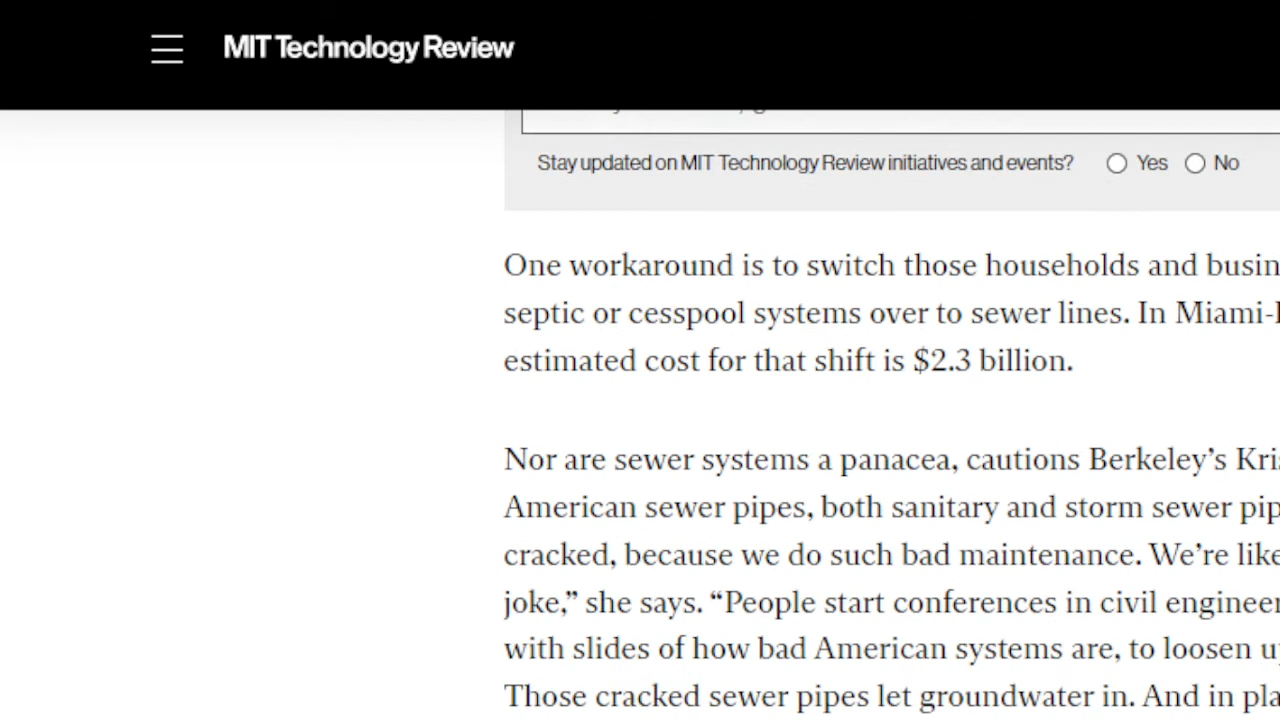 MIT Technology Review
Stay updated on MIT Technology Review initiatives and events? Yes No
One workaround is to switch those households and busin
septic or cesspool systems over to sewer lines. In Miami-
estimated cost for that shift is $2.3 billion.
Nor are sewer systems a panacea, cautions Berkeley’s Kris
American sewer pipes, both sanitary and storm sewer pip
cracked, because we do such bad maintenance. We’re like
joke,” she says. “People start conferences in civil engineer
with slides of how bad American systems are, to loosen u
Those cracked sewer pipes let groundwater in. And in pla